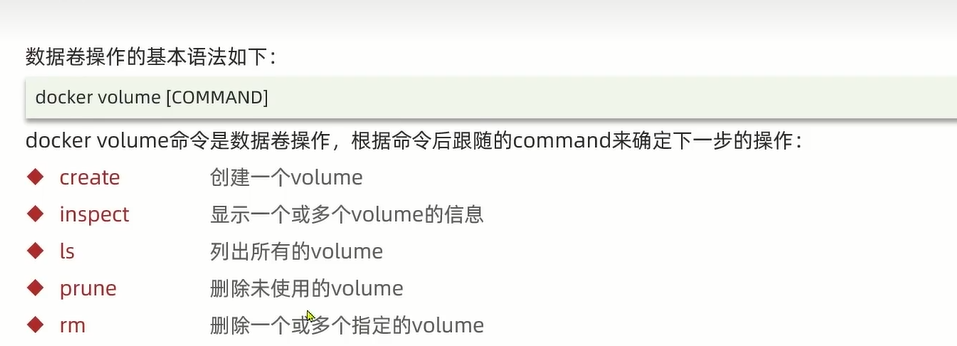 数据卷操作的基本语法如下：
docker volume [COMMAND]
docker volume命令是数据卷操作，根据命令后跟随的command来确定下一步的操作：
create 创建一个volume
inspect 显示一个或多个volume的信息
ls 列出所有的volume
prune 删除未使用的volume
rm 删除一个或多个指定的volume